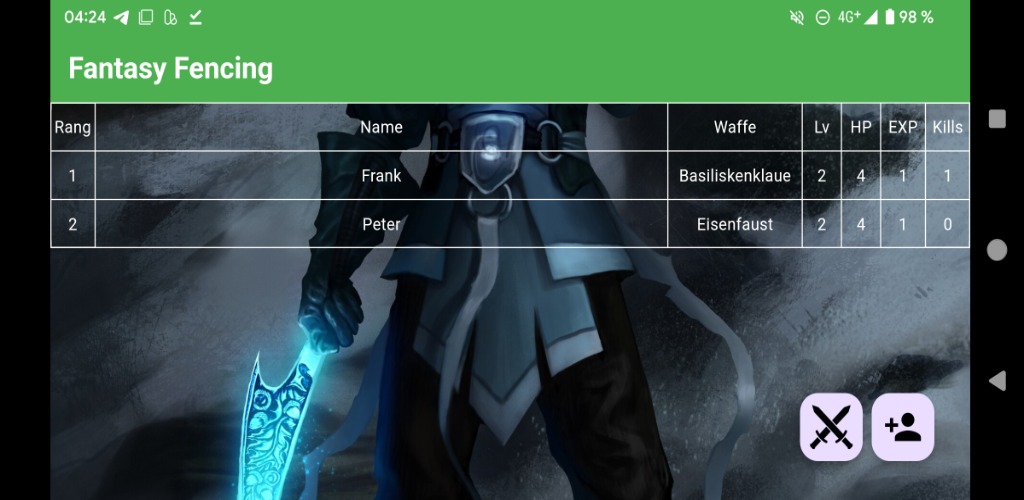 04:24 4G+ 98 %
Fantasy Fencing
Rang Name Waffe Lv HP EXP Kills
1 Frank Basiliskenklaue 2 4 1 1
2 Peter Eisenfaust 2 4 1 0